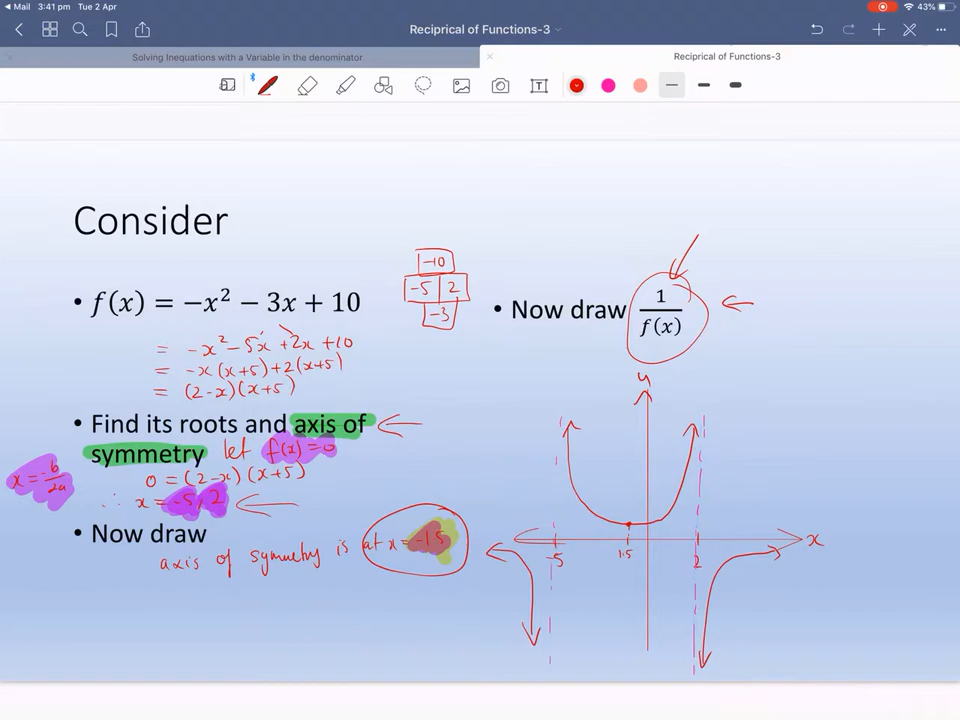 Mail 3:41 pm Tue 2 Apr 43%
Reciprical of Functions-3
Solving Inequations with a Variable in the denominator
Reciprical of Functions-3
T
Consider
• f(x) = −x² − 3x + 10
= -x² -5x +2x +10
= -x(x+5)+2(x+5)
= (2-x)(x+5)
-10
-5 2
-3
• Find its roots and axis of
symmetry let f(x)=0
x = -b/2a
0 = (2-x)(x+5)
∴ x = -5, 2
• Now draw
axis of symmetry is at x = -1.5
• Now draw 1/f(x)
y
x
-5
1.5
2